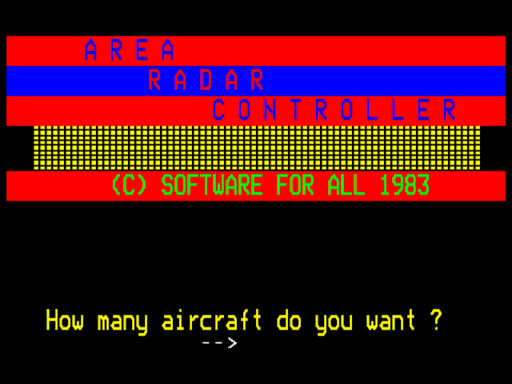 A R E A
R A D A R
C O N T R O L L E R
(C) SOFTWARE FOR ALL 1983
How many aircraft do you want ?
-->